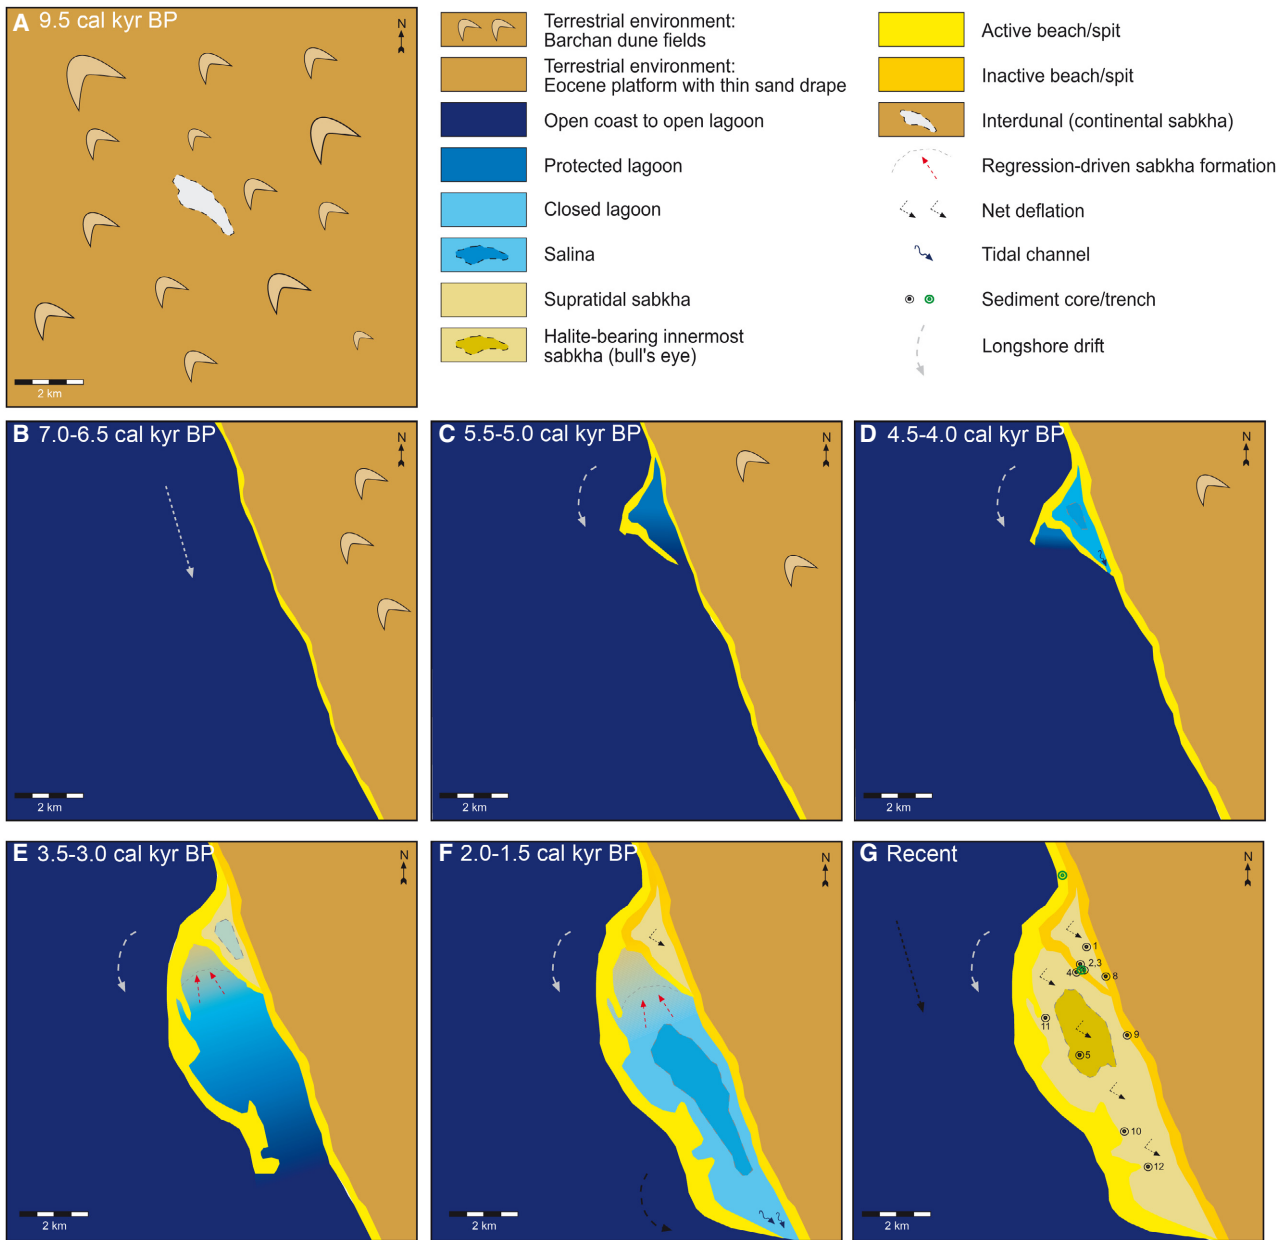 A 9.5 cal kyr BP
N
2 km
Terrestrial environment:
Barchan dune fields
Terrestrial environment:
Eocene platform with thin sand drape
Open coast to open lagoon
Protected lagoon
Closed lagoon
Salina
Supratidal sabkha
Halite-bearing innermost
sabkha (bull's eye)
Active beach/spit
Inactive beach/spit
Interdunal (continental sabkha)
Regression-driven sabkha formation
Net deflation
Tidal channel
Sediment core/trench
Longshore drift
B 7.0-6.5 cal kyr BP
N
2 km
C 5.5-5.0 cal kyr BP
N
2 km
D 4.5-4.0 cal kyr BP
N
2 km
E 3.5-3.0 cal kyr BP
N
2 km
F 2.0-1.5 cal kyr BP
N
2 km
G Recent
N
1
2,3
4
8
11
9
5
10
12
2 km